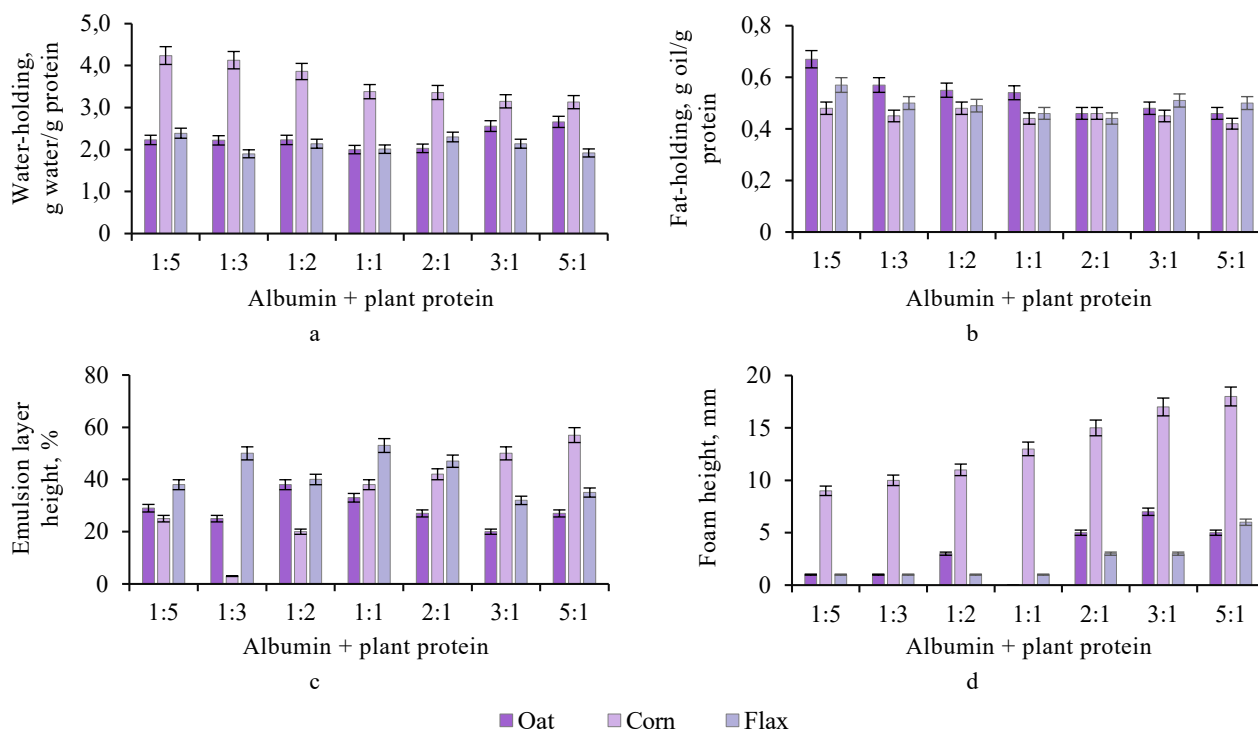 Water-holding,
g water/g protein
5,0
4,0
3,0
2,0
1,0
0
1:5 1:3 1:2 1:1 2:1 3:1 5:1
Albumin + plant protein
a
Fat-holding, g oil/g
protein
0,8
0,6
0,4
0,2
0
1:5 1:3 1:2 1:1 2:1 3:1 5:1
Albumin + plant protein
b
Emulsion layer
height, %
80
60
40
20
0
1:5 1:3 1:2 1:1 2:1 3:1 5:1
Albumin + plant protein
c
Foam height, mm
20
15
10
5
0
1:5 1:3 1:2 1:1 2:1 3:1 5:1
Albumin + plant protein
d
Oat Corn Flax